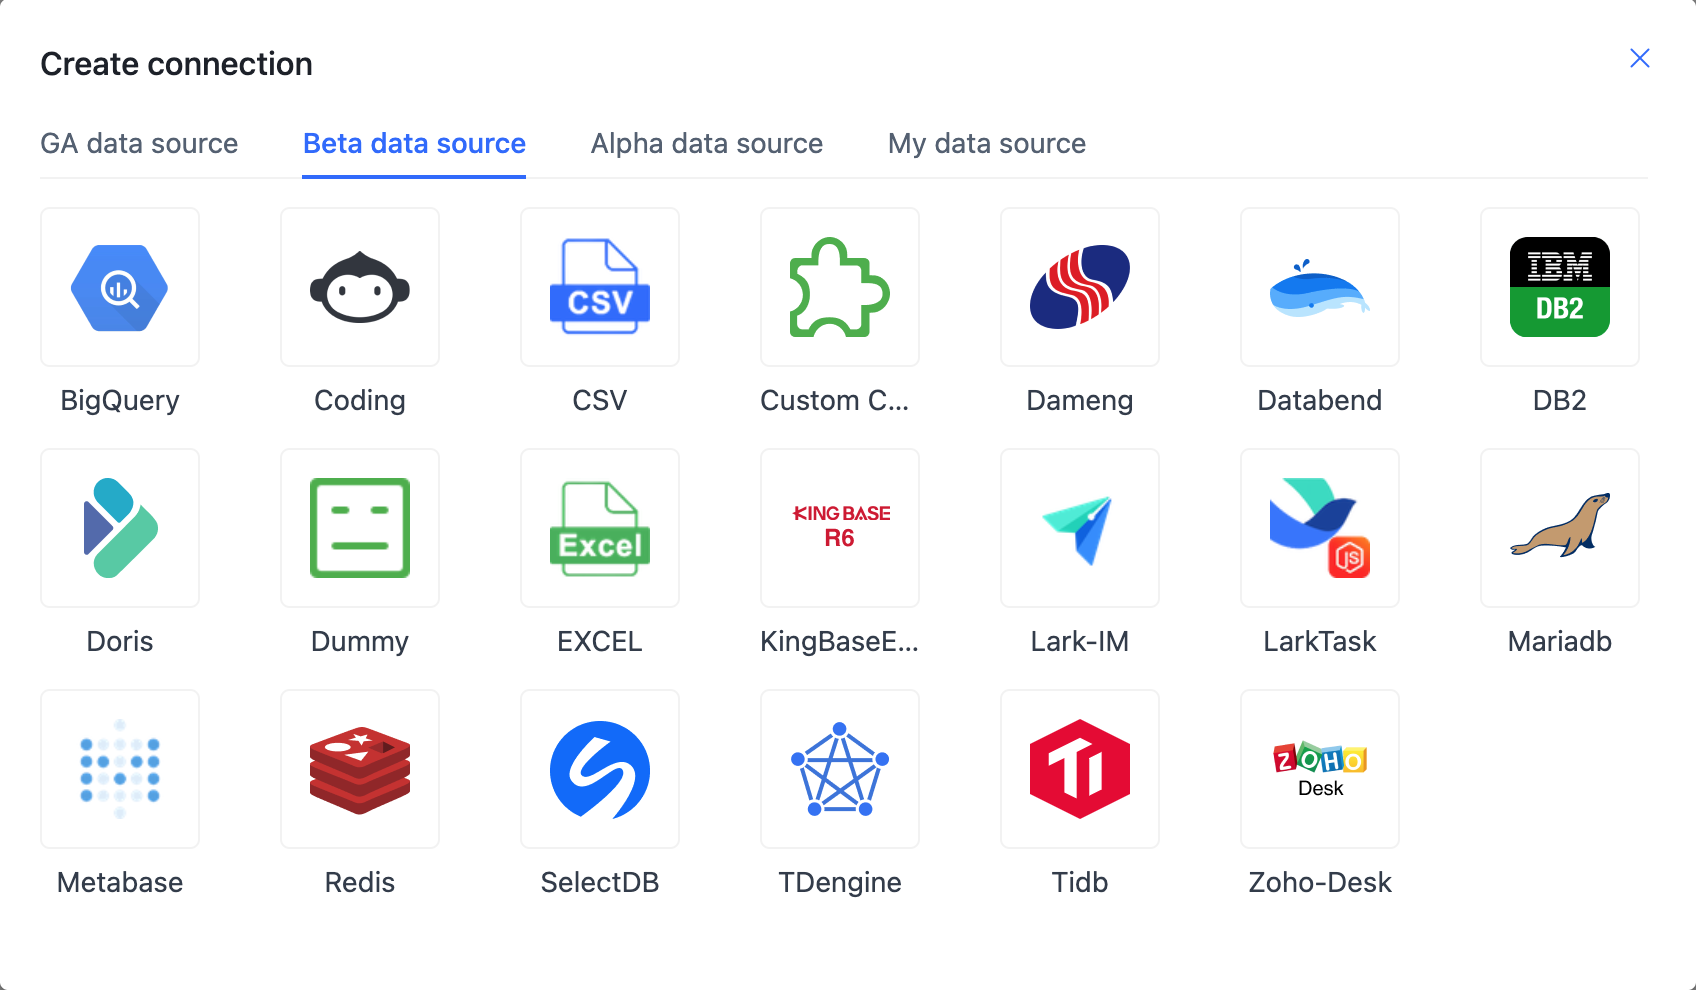 Create connection
GA data source Beta data source Alpha data source My data source
CSV
IBM
DB2
BigQuery Coding CSV Custom C... Dameng Databend DB2
Excel
KINGBASE
R6
JS
Doris Dummy EXCEL KingBaseE... Lark-IM LarkTask Mariadb
ZOHO
Desk
Metabase Redis SelectDB TDengine Tidb Zoho-Desk